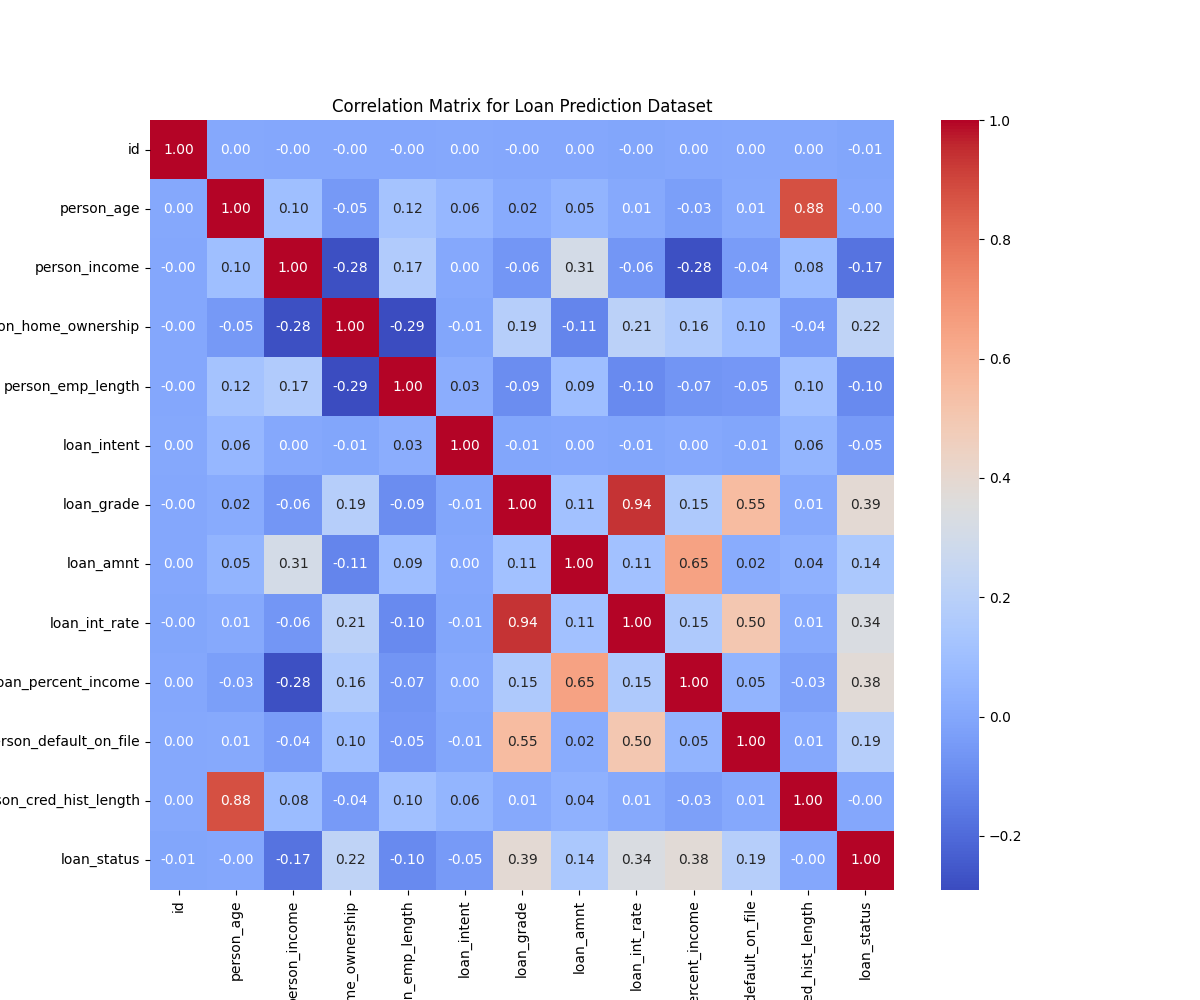 Correlation Matrix for Loan Prediction Dataset
id 1.00 0.00 -0.00 -0.00 -0.00 0.00 -0.00 0.00 -0.00 0.00 0.00 0.00 -0.01
person_age 0.00 1.00 0.10 -0.05 0.12 0.06 0.02 0.05 0.01 -0.03 0.01 0.88 -0.00
person_income -0.00 0.10 1.00 -0.28 0.17 0.00 -0.06 0.31 -0.06 -0.28 -0.04 0.08 -0.17
on_home_ownership -0.00 -0.05 -0.28 1.00 -0.29 -0.01 0.19 -0.11 0.21 0.16 0.10 -0.04 0.22
person_emp_length -0.00 0.12 0.17 -0.29 1.00 0.03 -0.09 0.09 -0.10 -0.07 -0.05 0.10 -0.10
loan_intent 0.00 0.06 0.00 -0.01 0.03 1.00 -0.01 0.00 -0.01 0.00 -0.01 0.06 -0.05
loan_grade -0.00 0.02 -0.06 0.19 -0.09 -0.01 1.00 0.11 0.94 0.15 0.55 0.01 0.39
loan_amnt 0.00 0.05 0.31 -0.11 0.09 0.00 0.11 1.00 0.11 0.65 0.02 0.04 0.14
loan_int_rate -0.00 0.01 -0.06 0.21 -0.10 -0.01 0.94 0.11 1.00 0.15 0.50 0.01 0.34
oan_percent_income 0.00 -0.03 -0.28 0.16 -0.07 0.00 0.15 0.65 0.15 1.00 0.05 -0.03 0.38
rson_default_on_file 0.00 0.01 -0.04 0.10 -0.05 -0.01 0.55 0.02 0.50 0.05 1.00 0.01 0.19
son_cred_hist_length 0.00 0.88 0.08 -0.04 0.10 0.06 0.01 0.04 0.01 -0.03 0.01 1.00 -0.00
loan_status -0.01 -0.00 -0.17 0.22 -0.10 -0.05 0.39 0.14 0.34 0.38 0.19 -0.00 1.00
id
person_age
person_income
me_ownership
n_emp_length
loan_intent
loan_grade
loan_amnt
loan_int_rate
ercent_income
default_on_file
ed_hist_length
loan_status
1.0
0.8
0.6
0.4
0.2
0.0
−0.2